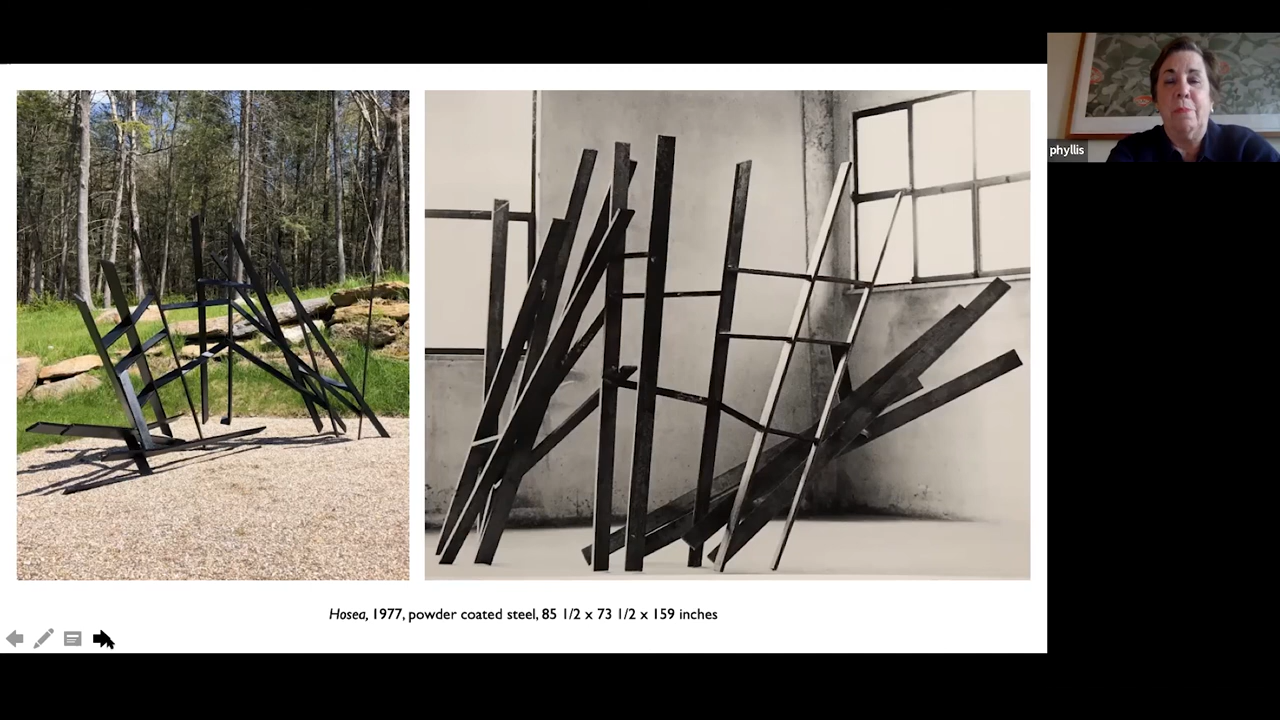 phyllis
Hosea, 1977, powder coated steel, 85 1/2 x 73 1/2 x 159 inches